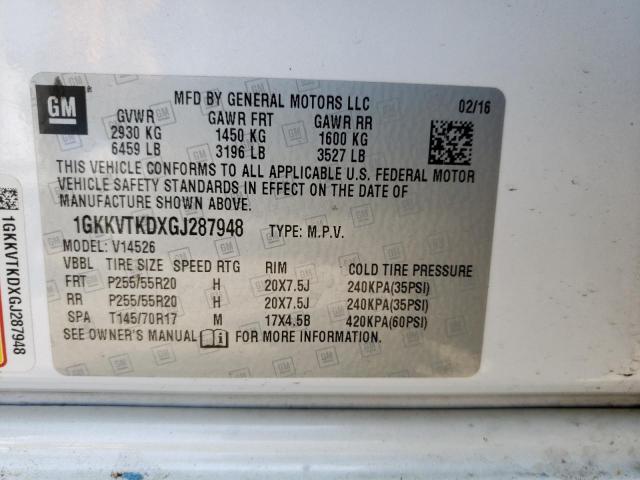 GM
MFD BY GENERAL MOTORS LLC 02/16
GVWR GAWR FRT GAWR RR
2930 KG 1450 KG 1600 KG
6459 LB 3196 LB 3527 LB
THIS VEHICLE CONFORMS TO ALL APPLICABLE U.S. FEDERAL MOTOR
VEHICLE SAFETY STANDARDS IN EFFECT ON THE DATE OF
MANUFACTURE SHOWN ABOVE.
1GKKVTKDXGJ287948 TYPE: M.P.V.
MODEL: V14526
VBBL TIRE SIZE SPEED RTG RIM COLD TIRE PRESSURE
FRT P255/55R20 H 20X7.5J 240KPA(35PSI)
RR P255/55R20 H 20X7.5J 240KPA(35PSI)
SPA T145/70R17 M 17X4.5B 420KPA(60PSI)
SEE OWNER'S MANUAL FOR MORE INFORMATION.
1GKKVTKDXGJ287948